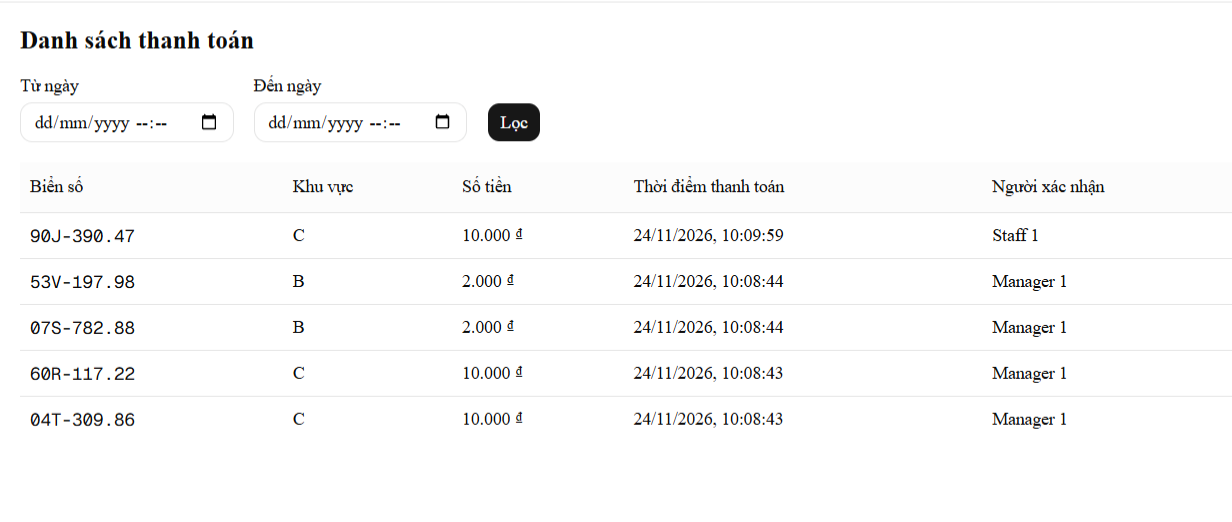 Danh sách thanh toán
Từ ngày Đến ngày
dd/mm/yyyy --:-- dd/mm/yyyy --:-- Lọc
Biển số Khu vực Số tiền Thời điểm thanh toán Người xác nhận
90J-390.47 C 10.000 ₫ 24/11/2026, 10:09:59 Staff 1
53V-197.98 B 2.000 ₫ 24/11/2026, 10:08:44 Manager 1
07S-782.88 B 2.000 ₫ 24/11/2026, 10:08:44 Manager 1
60R-117.22 C 10.000 ₫ 24/11/2026, 10:08:43 Manager 1
04T-309.86 C 10.000 ₫ 24/11/2026, 10:08:43 Manager 1